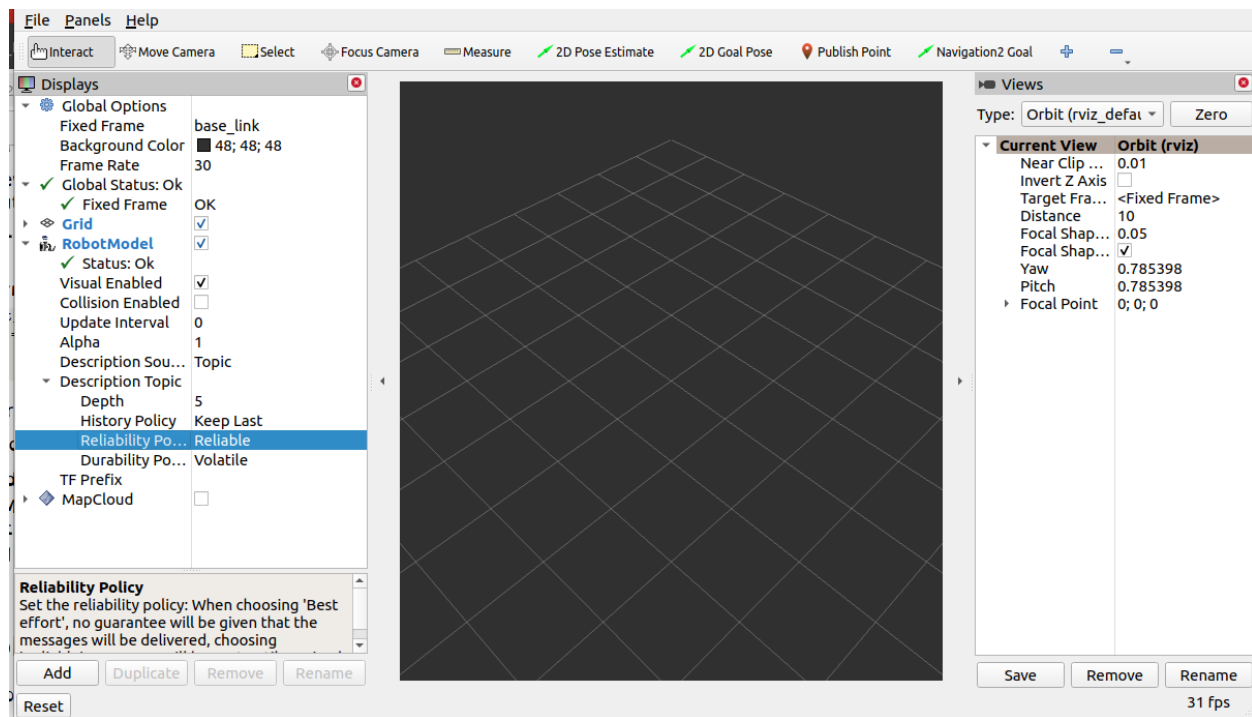 File Panels Help
Interact Move Camera Select Focus Camera Measure 2D Pose Estimate 2D Goal Pose Publish Point Navigation2 Goal
Displays
Global Options
Fixed Frame base_link
Background Color 48; 48; 48
Frame Rate 30
Global Status: Ok
Fixed Frame OK
Grid
RobotModel
Status: Ok
Visual Enabled
Collision Enabled
Update Interval 0
Alpha 1
Description Sou... Topic
Description Topic
Depth 5
History Policy Keep Last
Reliability Po... Reliable
Durability Po... Volatile
TF Prefix
MapCloud
Reliability Policy
Set the reliability policy: When choosing 'Best
effort', no guarantee will be given that the
messages will be delivered, choosing
Add Duplicate Remove Rename
Reset
Views
Type: Orbit (rviz_defau Zero
Current View Orbit (rviz)
Near Clip ... 0.01
Invert Z Axis
Target Fra... <Fixed Frame>
Distance 10
Focal Shap... 0.05
Focal Shap...
Yaw 0.785398
Pitch 0.785398
Focal Point 0; 0; 0
Save Remove Rename
31 fps